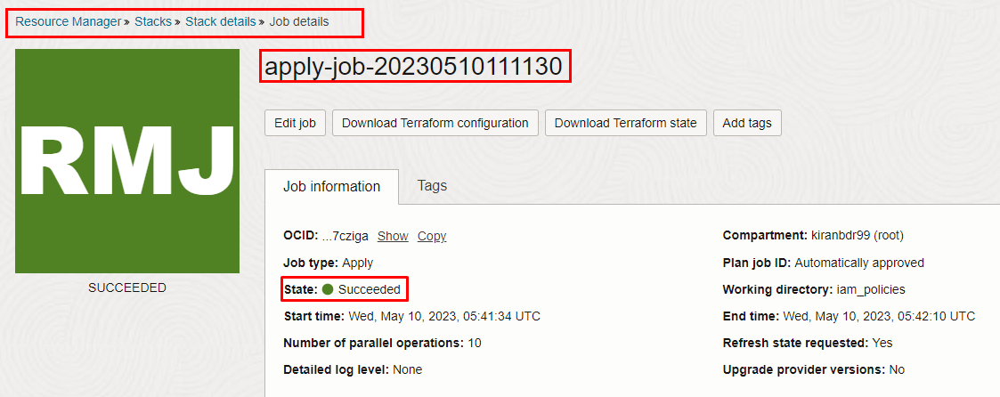 Resource Manager » Stacks » Stack details » Job details
RMJ
SUCCEEDED
apply-job-20230510111130
Edit job
Download Terraform configuration
Download Terraform state
Add tags
Job information
Tags
OCID: ...7cziga Show Copy
Job type: Apply
State: Succeeded
Start time: Wed, May 10, 2023, 05:41:34 UTC
Number of parallel operations: 10
Detailed log level: None
Compartment: kiranbdr99 (root)
Plan job ID: Automatically approved
Working directory: iam_policies
End time: Wed, May 10, 2023, 05:42:10 UTC
Refresh state requested: Yes
Upgrade provider versions: No